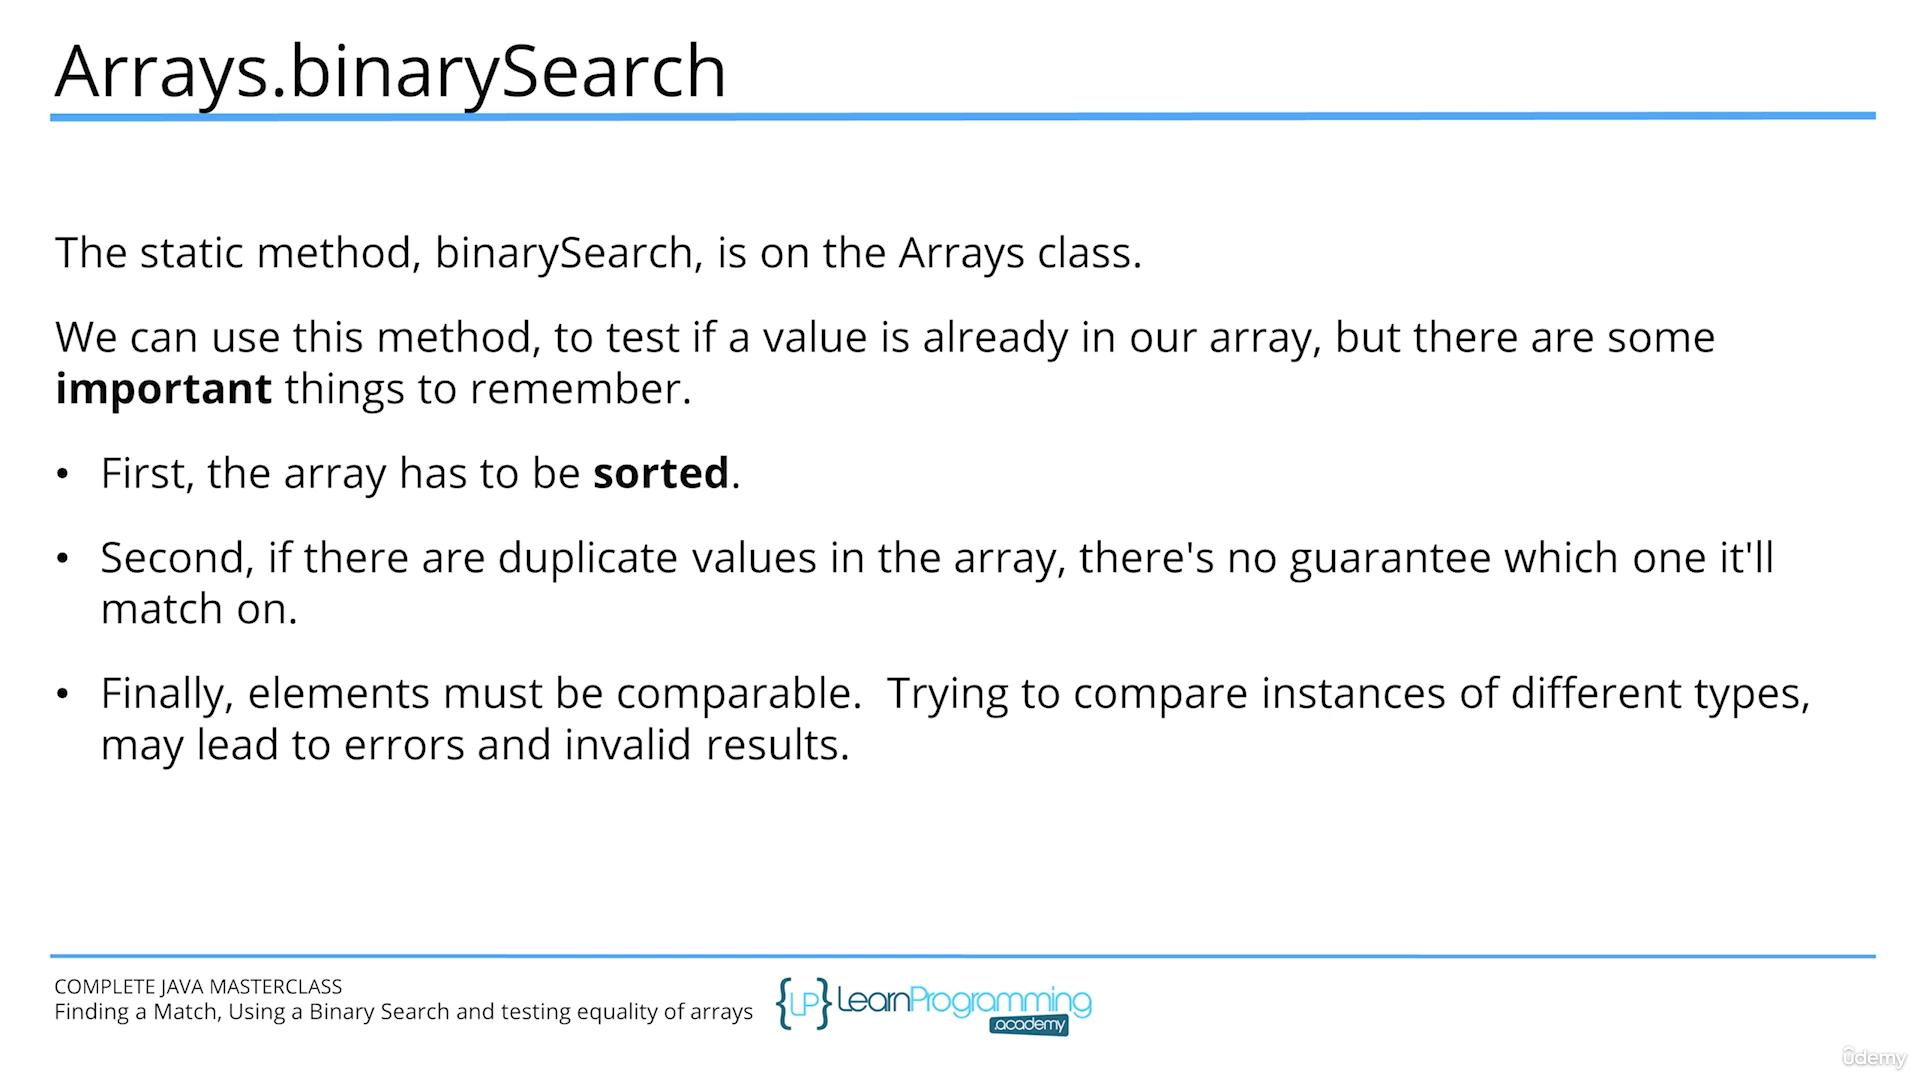 Arrays.binarySearch
The static method, binarySearch, is on the Arrays class.
We can use this method, to test if a value is already in our array, but there are some
important things to remember.
• First, the array has to be sorted.
• Second, if there are duplicate values in the array, there's no guarantee which one it'll
match on.
• Finally, elements must be comparable.  Trying to compare instances of different types,
may lead to errors and invalid results.
COMPLETE JAVA MASTERCLASS
Finding a Match, Using a Binary Search and testing equality of arrays
{LP} LearnProgramming
.academy
ûdemy